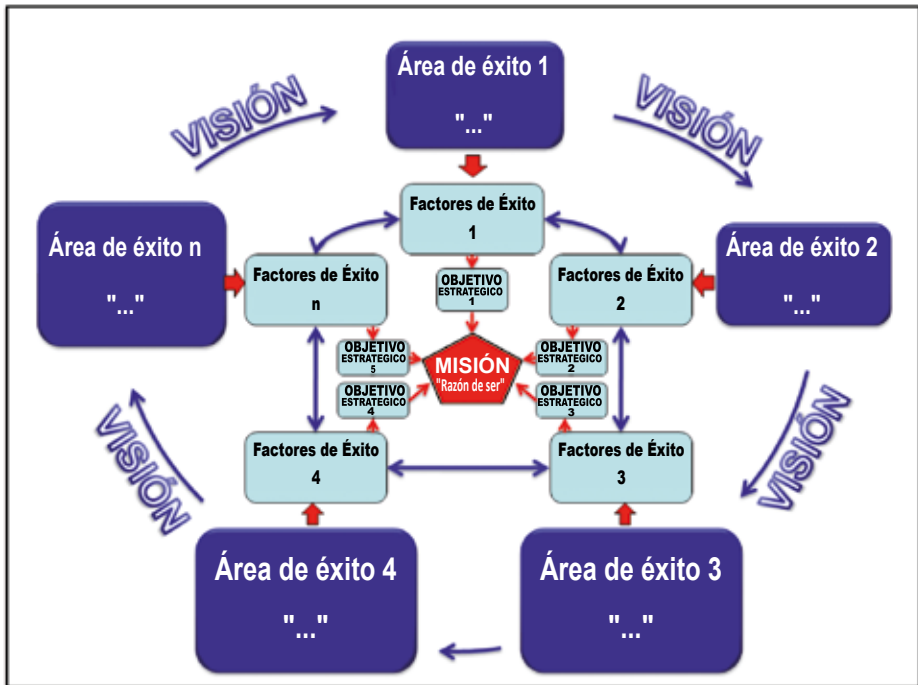 Área de éxito 1
"..."
VISIÓN
VISIÓN
Factores de Éxito
1
Área de éxito n
"..."
Área de éxito 2
"..."
Factores de Éxito
n
OBJETIVO
ESTRATEGICO
1
Factores de Éxito
2
OBJETIVO
ESTRATEGICO
5
MISIÓN
"Razón de ser"
OBJETIVO
ESTRATEGICO
2
OBJETIVO
ESTRATEGICO
4
OBJETIVO
ESTRATEGICO
3
VISIÓN
VISIÓN
Factores de Éxito
4
Factores de Éxito
3
Área de éxito 4
"..."
Área de éxito 3
"..."